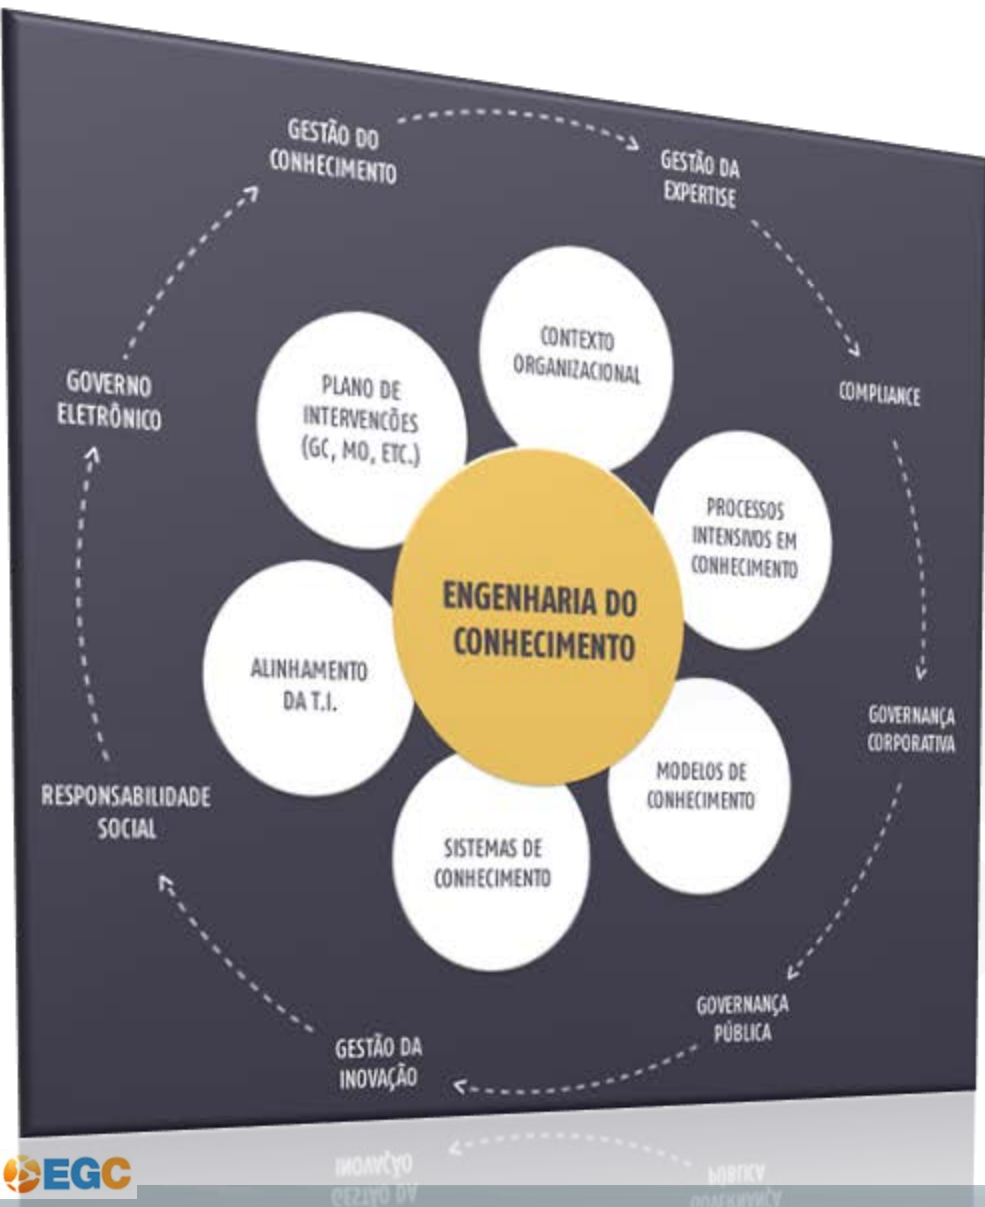 GESTÃO DO
CONHECIMENTO
GESTÃO DA
EXPERTISE
COMPLIANCE
GOVERNANÇA
CORPORATIVA
GOVERNANÇA
PÚBLICA
GESTÃO DA
INOVAÇÃO
RESPONSABILIDADE
SOCIAL
GOVERNO
ELETRÔNICO
CONTEXTO
ORGANIZACIONAL
PROCESSOS
INTENSIVOS EM
CONHECIMENTO
MODELOS DE
CONHECIMENTO
SISTEMAS DE
CONHECIMENTO
ALINHAMENTO
DA T.I.
PLANO DE
INTERVENCÕES
(GC, MO, ETC.)
ENGENHARIA DO
CONHECIMENTO
EGC